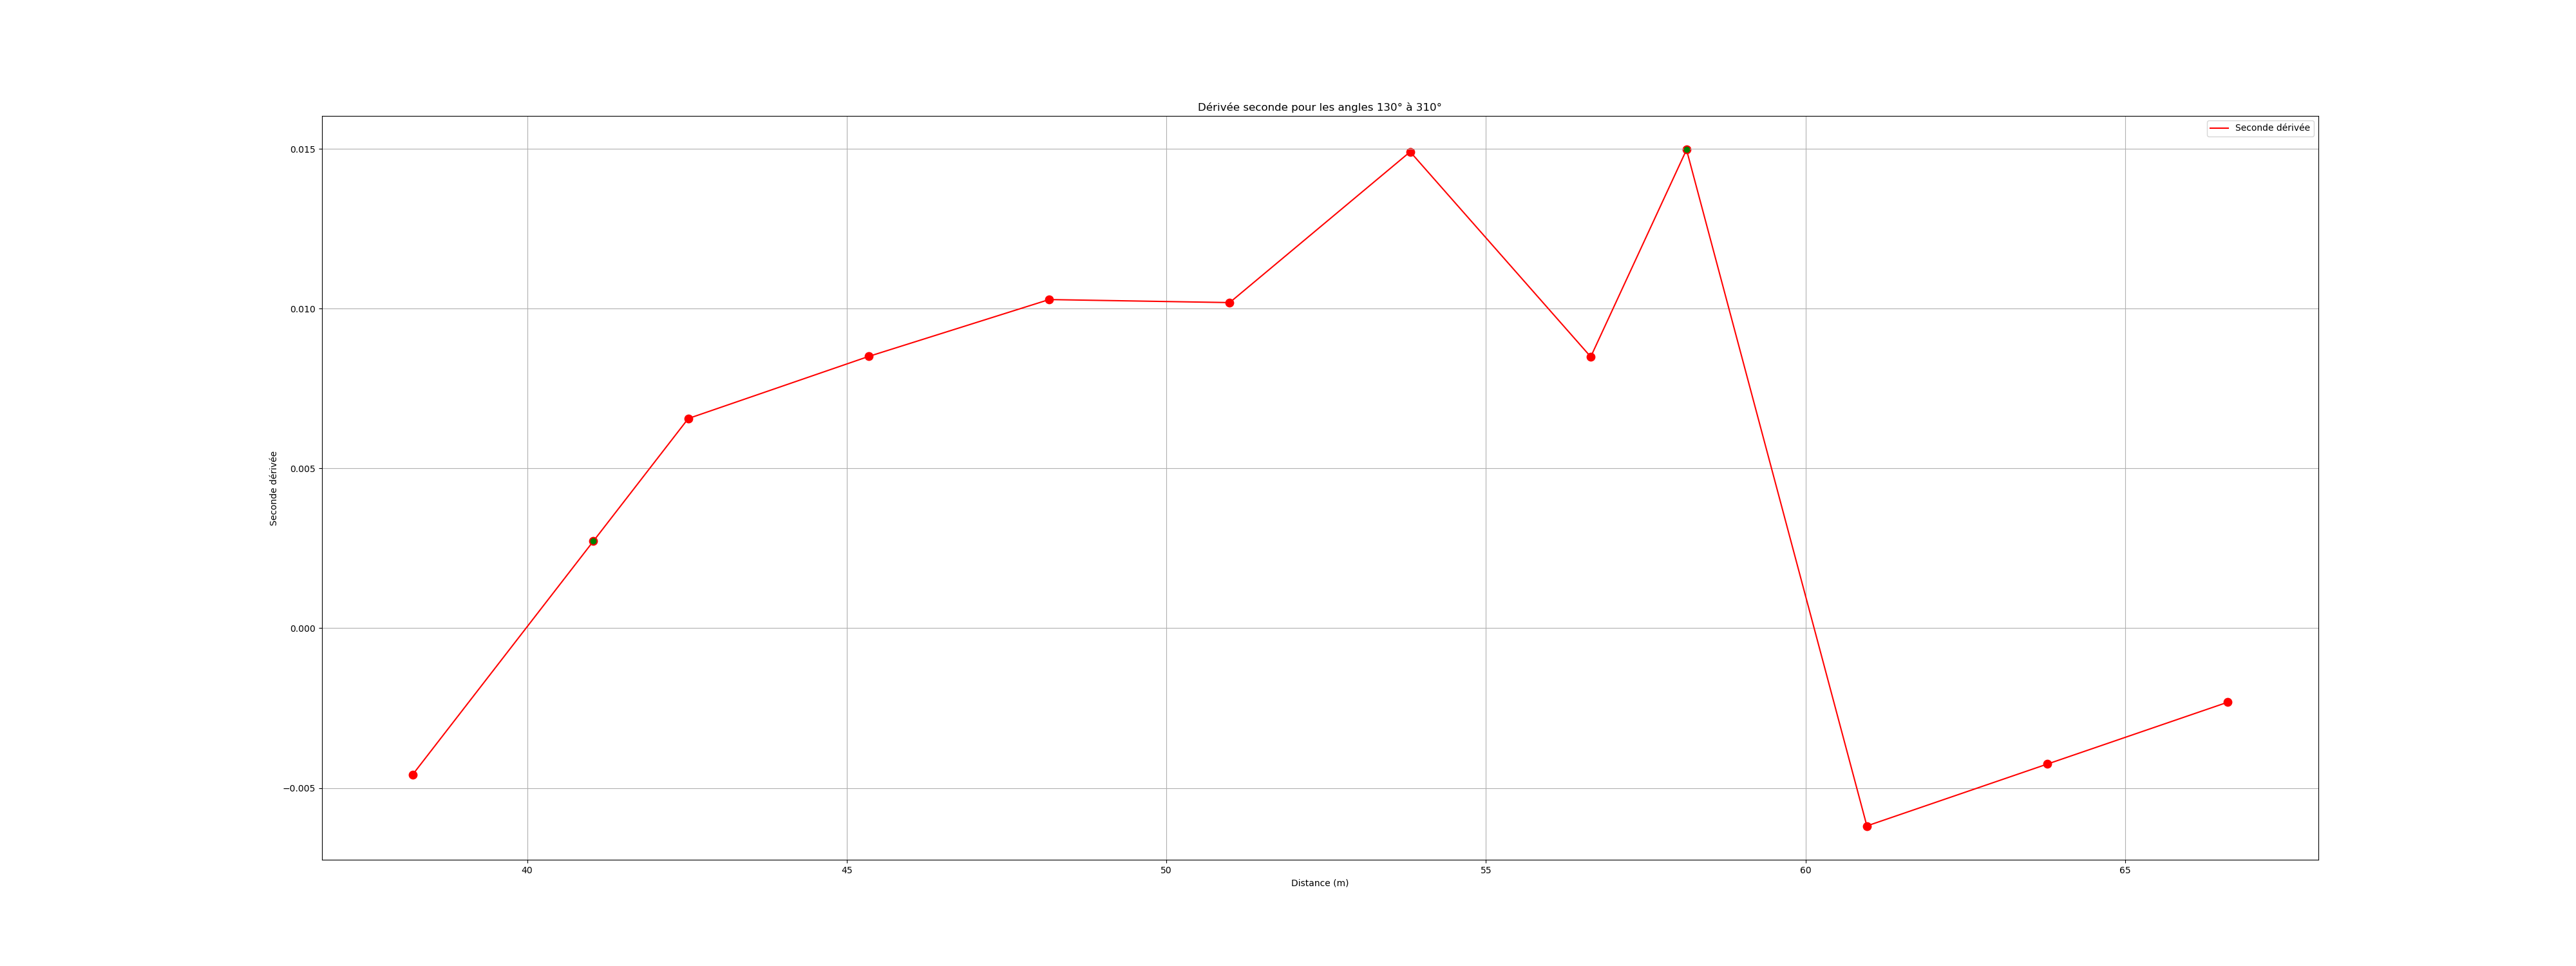 Dérivée seconde pour les angles 130° à 310°
Seconde dérivée
0.015
0.010
0.005
0.000
−0.005
Seconde dérivée
40 45 50 55 60 65
Distance (m)